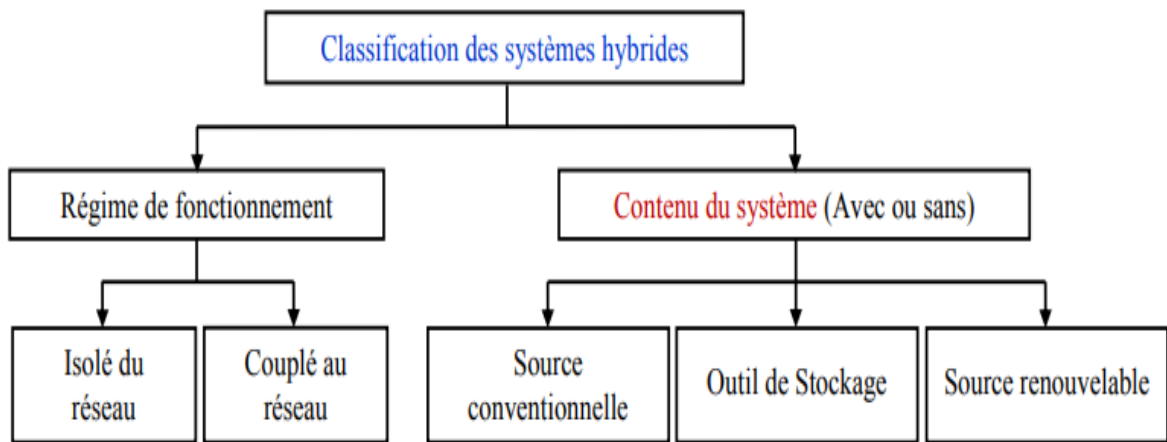 Classification des systèmes hybrides
Régime de fonctionnement
Contenu du système (Avec ou sans)
Isolé du
réseau
Couplé au
réseau
Source
conventionnelle
Outil de Stockage
Source renouvelable